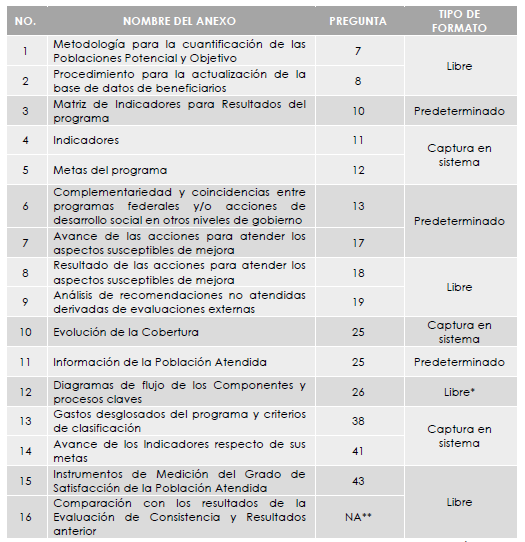 NO.
NOMBRE DEL ANEXO
PREGUNTA
TIPO DE
FORMATO
1
Metodología para la cuantificación de las
Poblaciones Potencial y Objetivo
7
Libre
2
Procedimiento para la actualización de la
base de datos de beneficiarios
8
3
Matriz de Indicadores para Resultados del
programa
10
Predeterminado
4
Indicadores
11
Captura en
sistema
5
Metas del programa
12
6
Complementariedad y coincidencias entre
programas federales y/o acciones de
desarrollo social en otros niveles de gobierno
13
Predeterminado
7
Avance de las acciones para atender los
aspectos susceptibles de mejora
17
8
Resultado de las acciones para atender los
aspectos susceptibles de mejora
18
Libre
9
Análisis de recomendaciones no atendidas
derivadas de evaluaciones externas
19
10
Evolución de la Cobertura
25
Captura en
sistema
11
Información de la Población Atendida
25
Predeterminado
12
Diagramas de flujo de los Componentes y
procesos claves
26
Libre*
13
Gastos desglosados del programa y criterios
de clasificación
38
Captura en
sistema
14
Avance de los Indicadores respecto de sus
metas
41
15
Instrumentos de Medición del Grado de
Satisfacción de la Población Atendida
43
Libre
16
Comparación con los resultados de la
Evaluación de Consistencia y Resultados
anterior
NA**